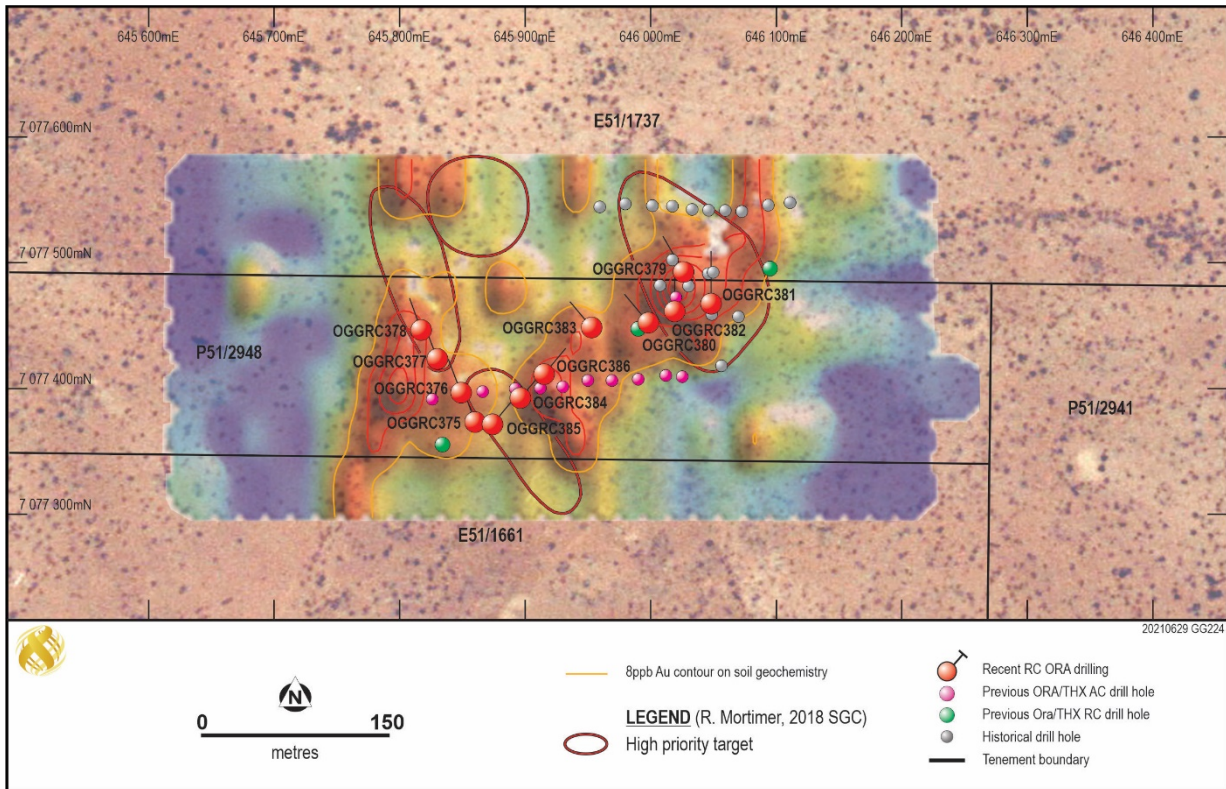 645 600mE
645 700mE
645 800mE
645 900mE
646 000mE
646 100mE
646 200mE
646 300mE
646 400mE
7 077 600mN
E51/1737
7 077 500mN
OGGRC379
OGGRC381
OGGRC378
OGGRC383
OGGRC382
OGGRC380
P51/2948
OGGRC377
OGGRC386
OGGRC376
7 077 400mN
OGGRC384
P51/2941
OGGRC375
OGGRC385
7 077 300mN
E51/1661
20210629 GG224
N
0 150
metres
8ppb Au contour on soil geochemistry
LEGEND (R. Mortimer, 2018 SGC)
High priority target
Recent RC ORA drilling
Previous ORA/THX AC drill hole
Previous Ora/THX RC drill hole
Historical drill hole
Tenement boundary